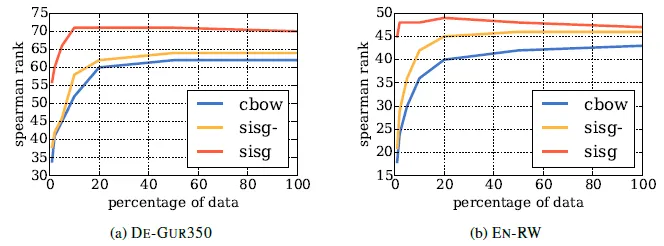 75
70
65
60
55
50
45
40
35
30
spearman rank
0 20 40 60 80 100
percentage of data
cbow
sisg-
sisg
(a) DE-GUR350
50
45
40
35
30
25
20
15
spearman rank
0 20 40 60 80 100
percentage of data
cbow
sisg-
sisg
(b) EN-RW